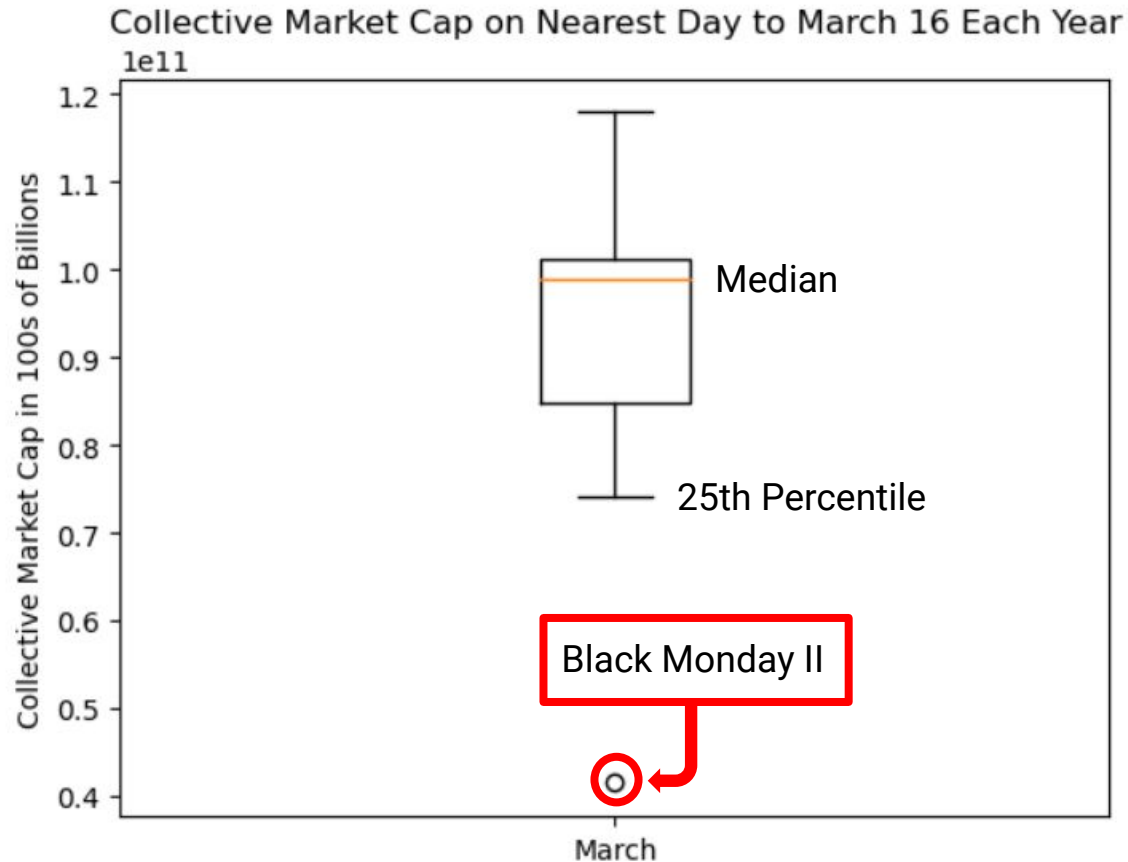 Collective Market Cap on Nearest Day to March 16 Each Year
1e11
Collective Market Cap in 100s of Billions
1.2
1.1
1.0
0.9
0.8
0.7
0.6
0.5
0.4
Median
25th Percentile
Black Monday II
March